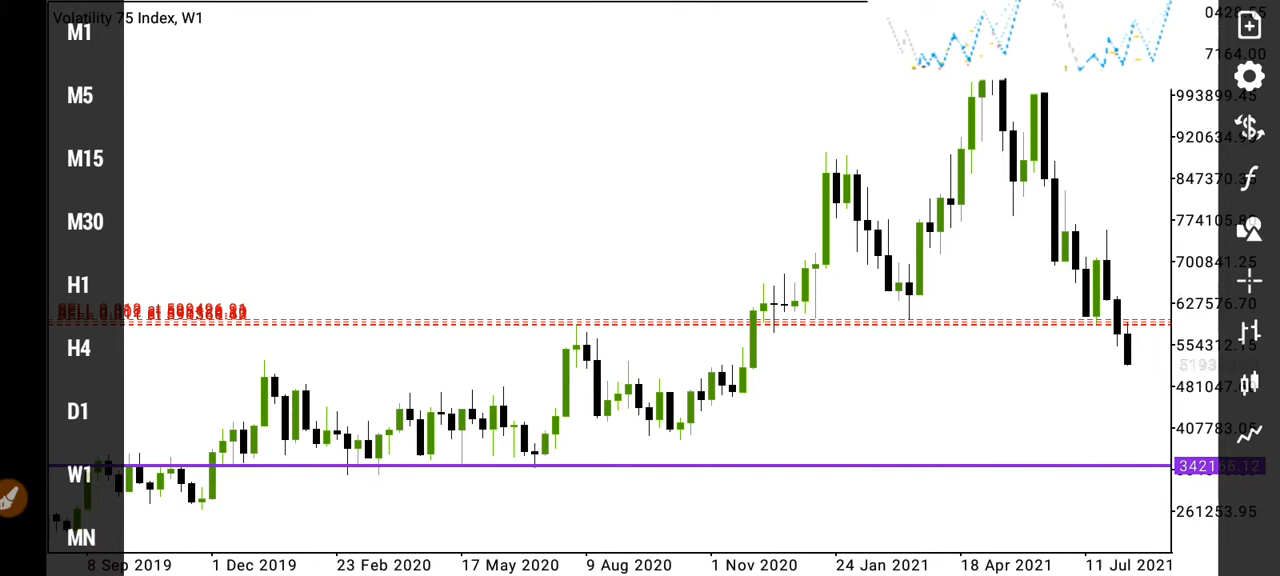 Volatility 75 Index, W1
M1
M5
M15
M30
H1
H4
D1
W1
MN
7164.00
993899.45
920634.
847370.3
774105.80
700841.25
627576.70
554312.15
481047.
407783.05
342166.12
261253.95
8 Sep 2019
1 Dec 2019
23 Feb 2020
17 May 2020
9 Aug 2020
1 Nov 2020
24 Jan 2021
18 Apr 2021
11 Jul 2021